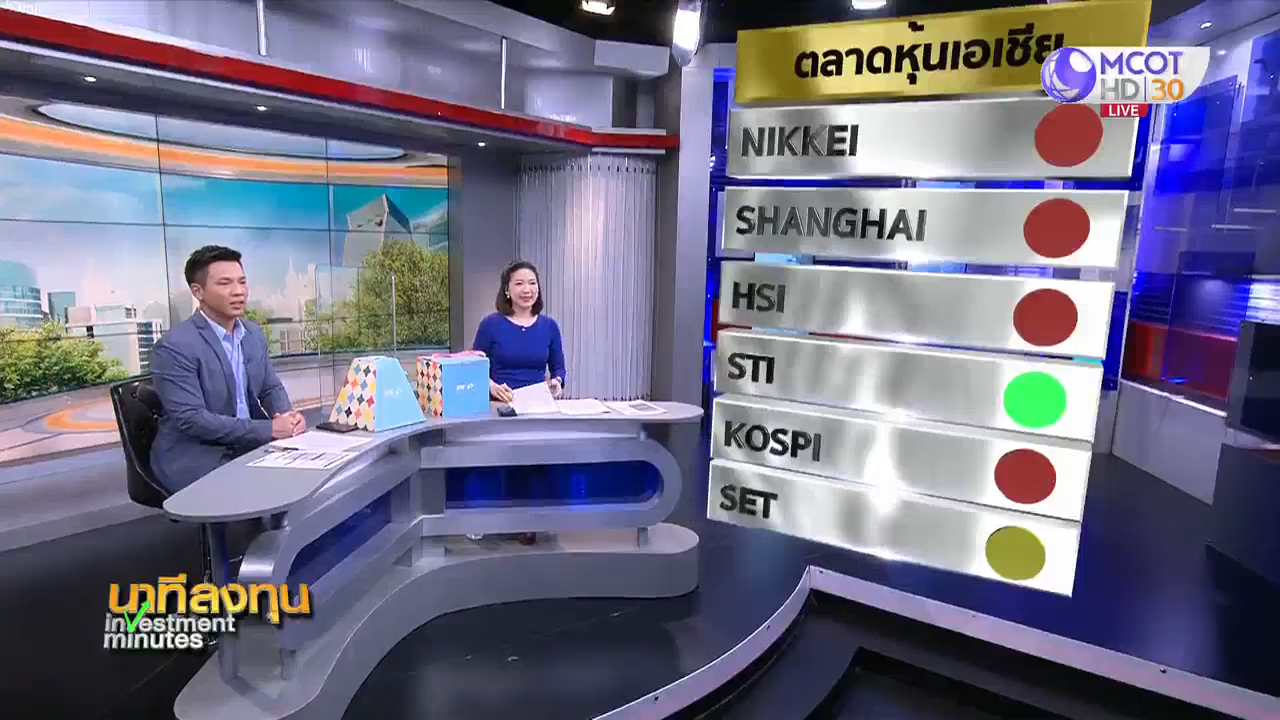 ตลาดหุ้นเอเชีย
MCOT
HD 30
LIVE
NIKKEI
SHANGHAI
HSI
STI
KOSPI
SET
นาทีลงทุน
investment
minutes